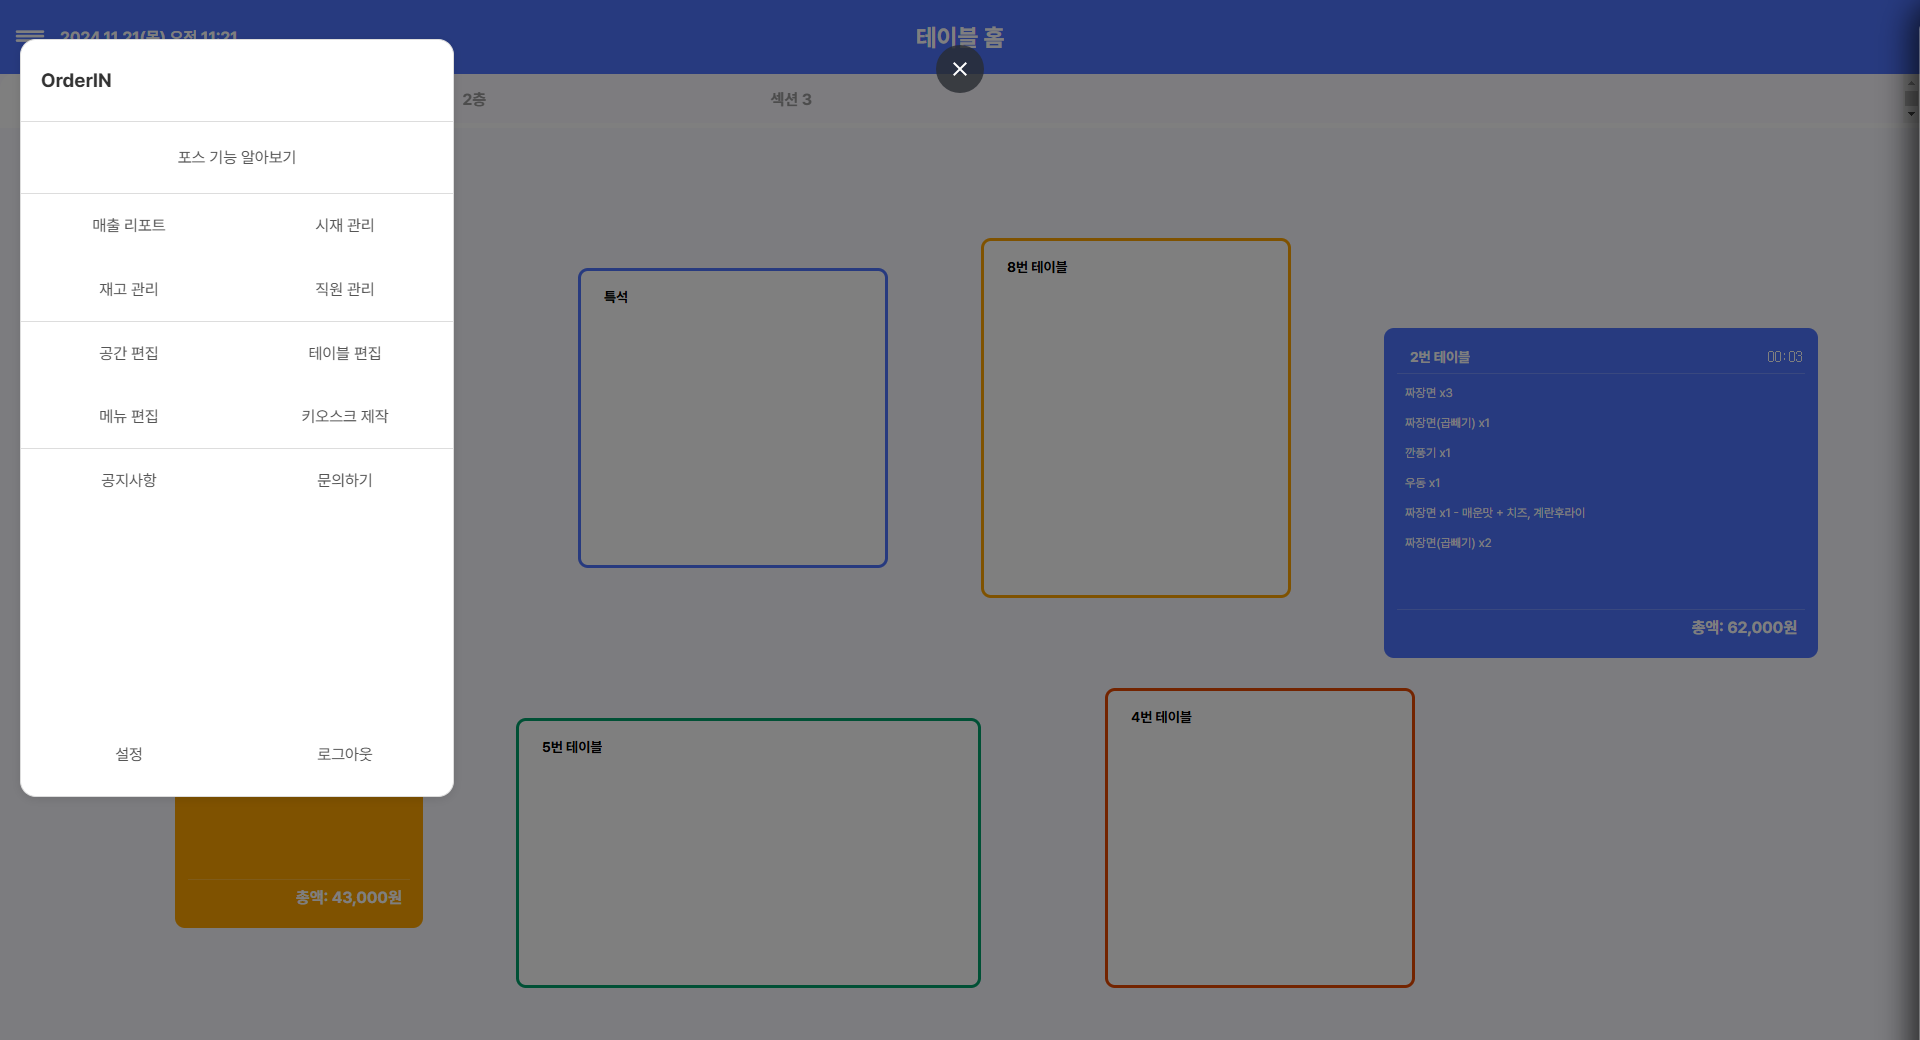 2024.11.21(목) 오전 11:21
테이블 홈
OrderIN
2층
섹션 3
포스 기능 알아보기
매출 리포트
시재 관리
재고 관리
직원 관리
공간 편집
테이블 편집
메뉴 편집
키오스크 제작
공지사항
문의하기
설정
로그아웃
특석
8번 테이블
2번 테이블
00:03
짜장면 x3
짜장면(곱빼기) x1
깐풍기 x1
우동 x1
짜장면 x1 - 매운맛 + 치즈, 계란후라이
짜장면(곱빼기) x2
총액: 62,000원
5번 테이블
4번 테이블
총액: 43,000원